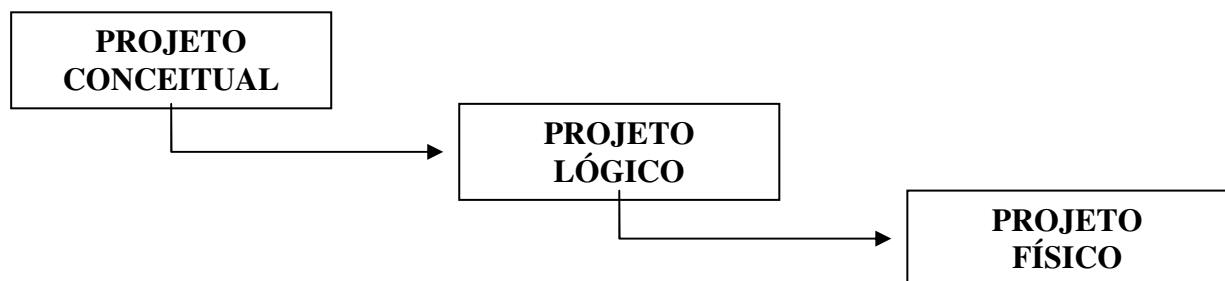 PROJETO
CONCEITUAL
PROJETO
LÓGICO
PROJETO
FÍSICO